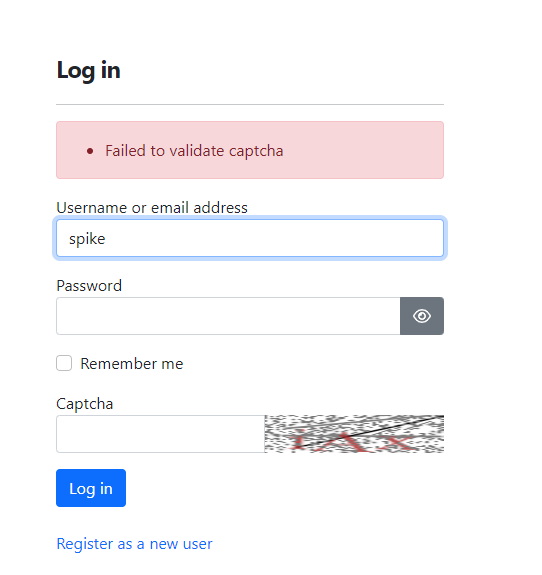 Log in
Failed to validate captcha
Username or email address
spike
Password
Remember me
Captcha
Log in
Register as a new user